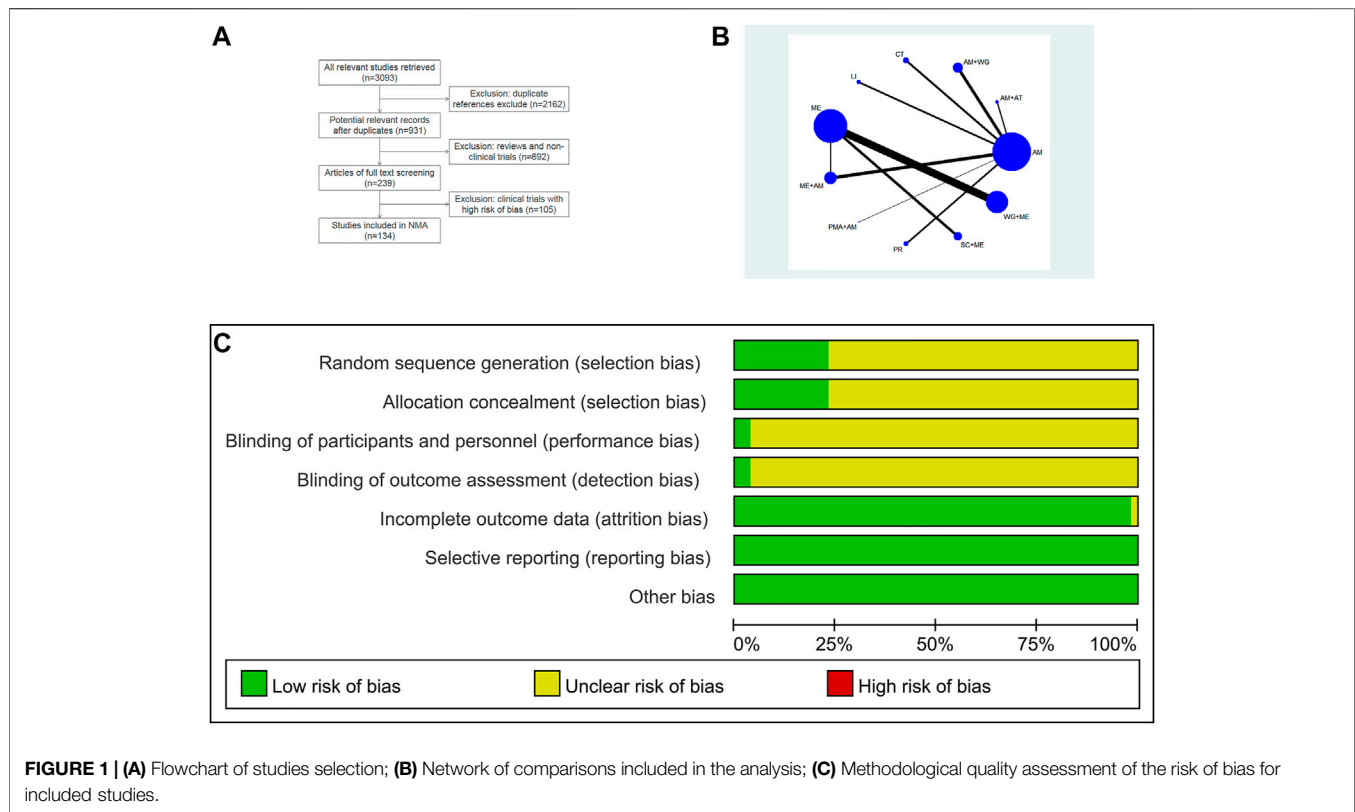 A
All relevant studies retrieved
(n=3093)
Exclusion: duplicate
references exclude (n=2162)
Potential relevant records
after duplicates (n=931)
Exclusion: reviews and non-
clinical trials (n=692)
Articles of full text screening
(n=239)
Exclusion: clinical trials with
high risk of bias (n=105)
Studies included in NMA
(n=134)
B
CT
AM+WG
LI
AM+AT
ME
AM
ME+AM
WG+ME
PMA+AM
SC+ME
PR
C
Random sequence generation (selection bias)
Allocation concealment (selection bias)
Blinding of participants and personnel (performance bias)
Blinding of outcome assessment (detection bias)
Incomplete outcome data (attrition bias)
Selective reporting (reporting bias)
Other bias
0% 25% 50% 75% 100%
Low risk of bias Unclear risk of bias High risk of bias
FIGURE 1 | (A) Flowchart of studies selection; (B) Network of comparisons included in the analysis; (C) Methodological quality assessment of the risk of bias for
included studies.